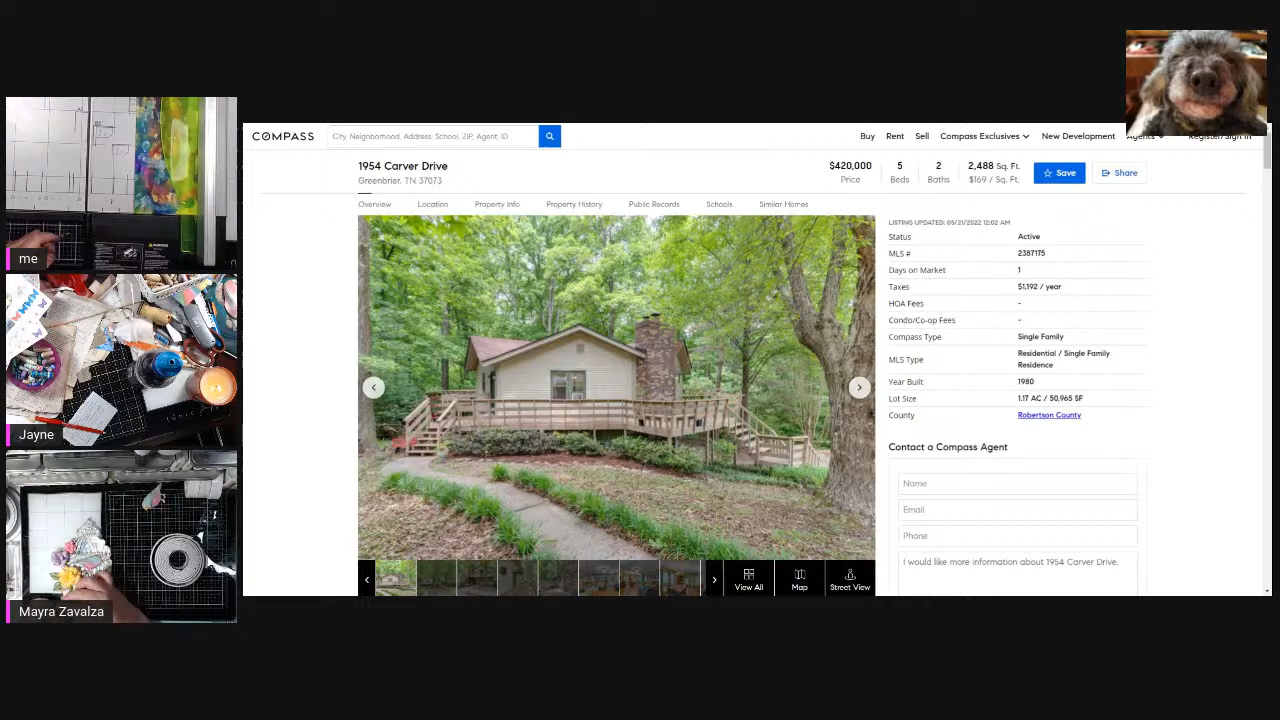 COMPASS
City, Neighborhood, Address, School, ZIP, Agent, ID
Buy
Rent
Sell
Compass Exclusives
New Development
Agents
Register/Sign In
1954 Carver Drive
Greenbrier, TN 37073
$420,000
Price
5
Beds
2
Baths
2,488 Sq. Ft.
$169 / Sq. Ft.
Save
Share
Overview
Location
Property Info
Property History
Public Records
Schools
Similar Homes
LISTING UPDATED: 05/21/2022 12:02 AM
Status Active
MLS # 2387175
Days on Market 1
Taxes $1,192 / year
HOA Fees -
Condo/Co-op Fees -
Compass Type Single Family
MLS Type Residential / Single Family
Residence
Year Built 1980
Lot Size 1.17 AC / 50,965 SF
County Robertson County
Contact a Compass Agent
Name
Email
Phone
I would like more information about 1954 Carver Drive.
View All
Map
Street View
me
Jayne
Mayra Zavalza